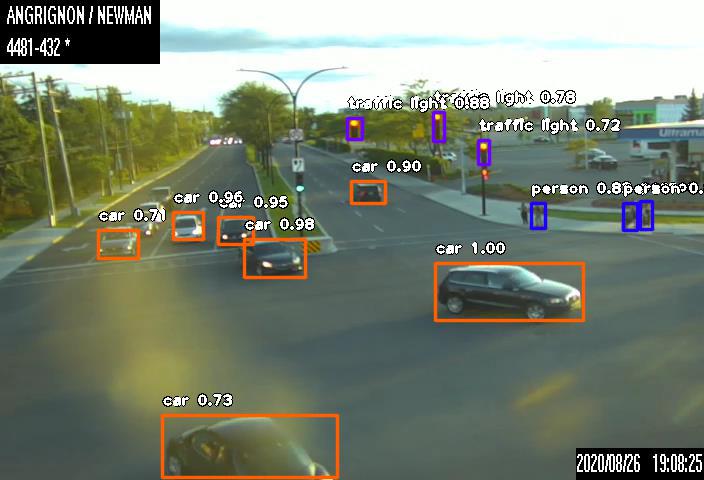 ANGRIGNON / NEWMAN
4481-432 *
traffic light 0.88
traffic light 0.78
traffic light 0.72
Ultramar
car 0.90
person 0.8
person 0.
car 0.96
car 0.95
car 0.71
car 0.98
car 1.00
car 0.73
2020/08/26 19:08:25